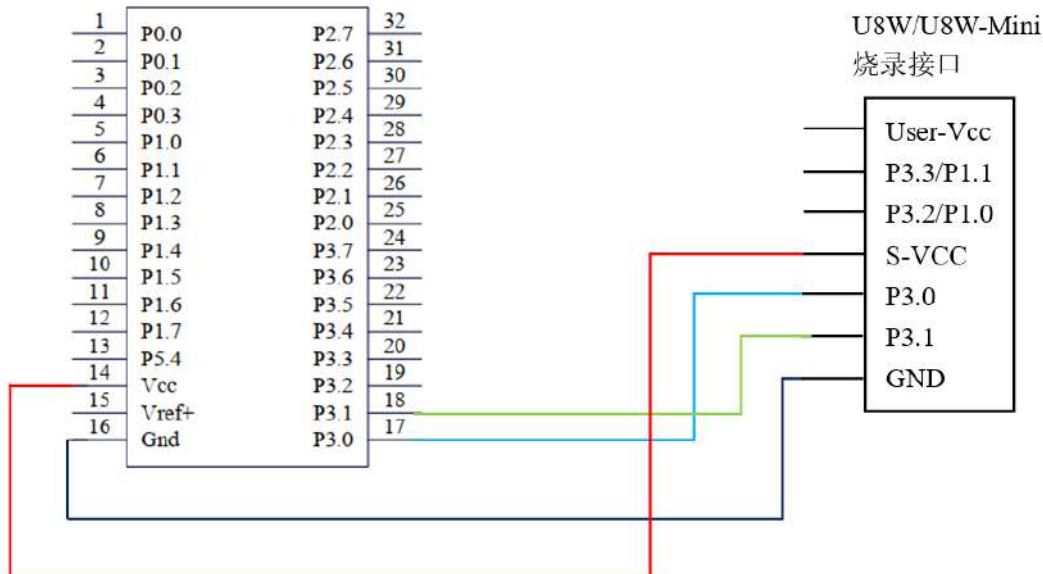 1 P0.0 P2.7 32
2 P0.1 P2.6 31
3 P0.2 P2.5 30
4 P0.3 P2.4 29
5 P1.0 P2.3 28
6 P1.1 P2.2 27
7 P1.2 P2.1 26
8 P1.3 P2.0 25
9 P1.4 P3.7 24
10 P1.5 P3.6 23
11 P1.6 P3.5 22
12 P1.7 P3.4 21
13 P5.4 P3.3 20
14 Vcc P3.2 19
15 Vref+ P3.1 18
16 Gnd P3.0 17
U8W/U8W-Mini
烧录接口
User-Vcc
P3.3/P1.1
P3.2/P1.0
S-VCC
P3.0
P3.1
GND